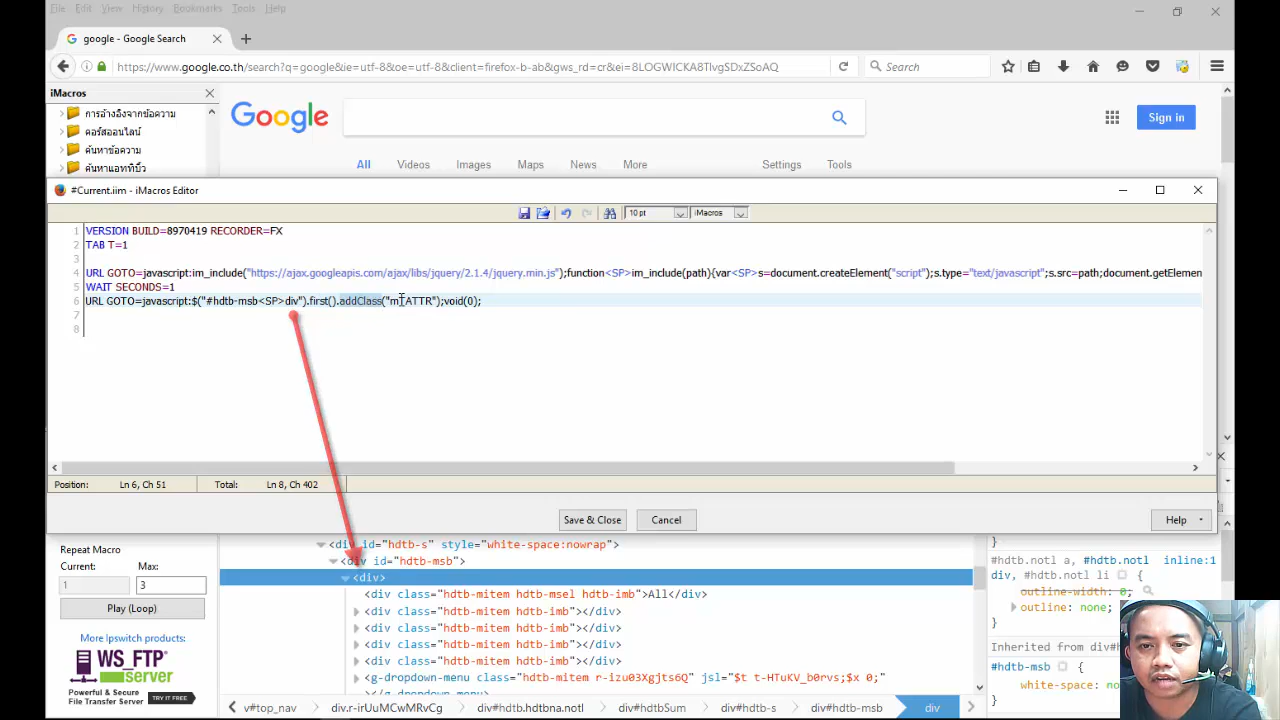 File Edit View History Bookmarks Tools Help
google - Google Search
https://www.google.co.th/search?q=google&ie=utf-8&oe=utf-8&client=firefox-b-ab&gws_rd=cr&ei=8LOGWICKA8TlvgSDxZSoAQ
Search
iMacros
การอ้างอิงจากข้อความ
คอร์สออนไลน์
ค้นหาข้อความ
ค้นหาแอททิบิ้ว
Google
Sign in
All Videos Images Maps News More Settings Tools
#Current.iim - iMacros Editor
10 pt iMacros
1 VERSION BUILD=8970419 RECORDER=FX
2 TAB T=1
3
4 URL GOTO=javascript:im_include("https://ajax.googleapis.com/ajax/libs/jquery/2.1.4/jquery.min.js");function<SP>im_include(path){var<SP>s=document.createElement("script");s.type="text/javascript";s.src=path;document.getElemen
5 WAIT SECONDS=1
6 URL GOTO=javascript:$("#hdtb-msb<SP>div").first().addClass("mATTR");void(0);
7
8
Position: Ln 6, Ch 51 Total: Ln 8, Ch 402
Save & Close Cancel Help
Repeat Macro
Current: Max:
1 3
Play (Loop)
More Ipswitch products:
WS_FTP
server
Powerful & Secure
File Transfer Server
TRY IT FREE
<div id="hdtb-s" style="white-space:nowrap>
<div id="hdtb-msb">
<div>
<div class="hdtb-mitem hdtb-msel hdtb-imb">All</div>
<div class="hdtb-mitem hdtb-imb"></div>
<div class="hdtb-mitem hdtb-imb"></div>
<div class="hdtb-mitem hdtb-imb"></div>
<div class="hdtb-mitem hdtb-imb"></div>
<g-dropdown-menu class="hdtb-mitem r-izu03Xgjts6Q" jsl="$t t-HTuKV_b0rvs;$x 0;"
</g-dropdown-menu>
v#top_nav div.r-irUuMCwMRvCg div#hdtb.hdtbna.notl div#hdtbSum div#hdtb-s div#hdtb-msb div
}
#hdtb.notl a, #hdtb.notl inline:1
div, #hdtb.notl li {
outline-width: 0;
outline: none;
}
Inherited from div#hdtb
#hdtb-msb {
white-space: now
}